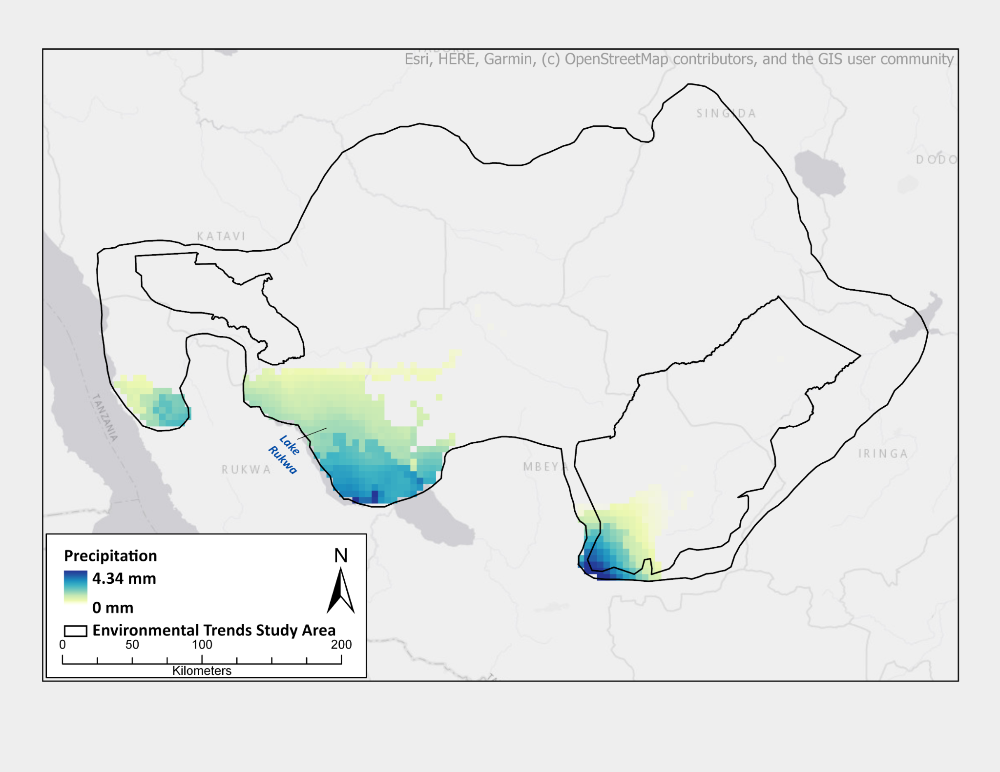 Esri, HERE, Garmin, (c) OpenStreetMap contributors, and the GIS user community
SINGIDA
DODO
KATAVI
TANZANIA
Lake
Rukwa
RUKWA
MBEYA
IRINGA
Precipitation
N
4.34 mm
0 mm
Environmental Trends Study Area
0 50 100 200
Kilometers